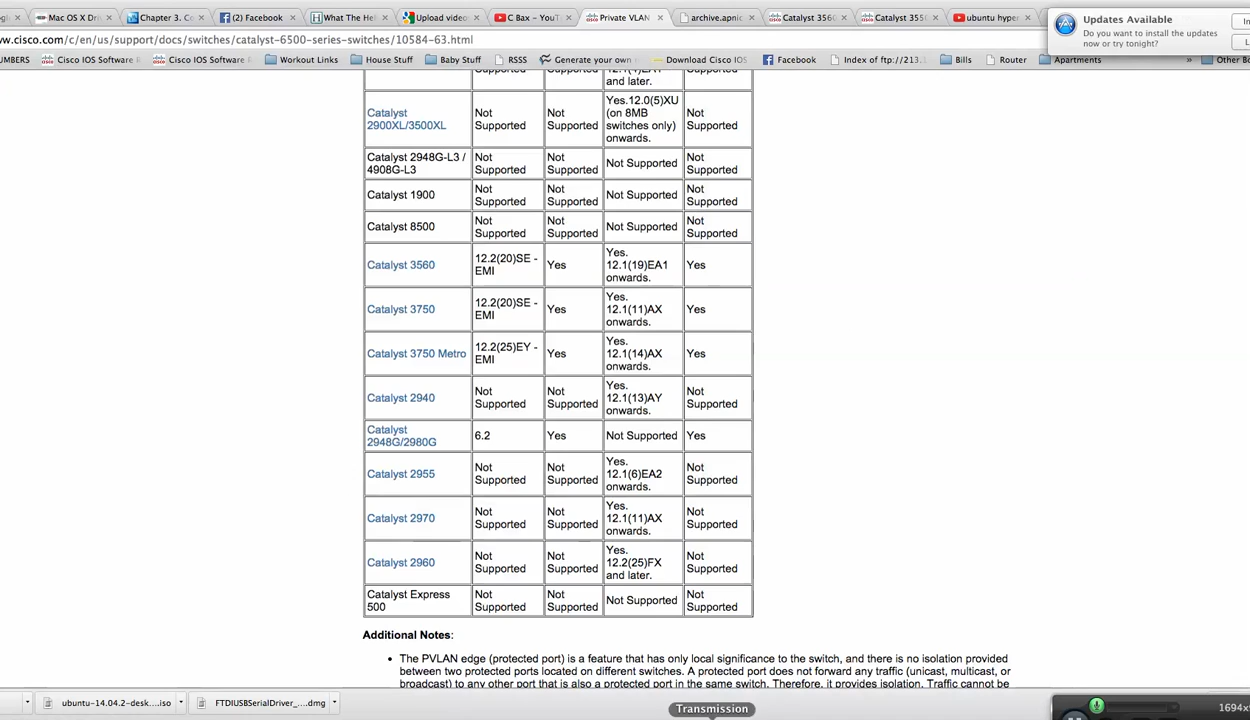 Mac OS X Dri
Chapter 3. Co
(2) Facebook
What The He
Upload video
C Bax – YouT
Private VLAN
archive.apnic
Catalyst 3560
Catalyst 3550
ubuntu hyper
Updates Available
Do you want to install the updates
now or try tonight?
w.cisco.com/c/en/us/support/docs/switches/catalyst-6500-series-switches/10584-63.html
UMBERS
Cisco IOS Software
Cisco IOS Software
Workout Links
House Stuff
Baby Stuff
RSSS
Generate your own
Download Cisco IOS
Facebook
Index of ftp://213.1
Bills
Router
Apartments
»
Other Bo
Supported
Supported
and later.
Supported
Catalyst
2900XL/3500XL
Not
Supported
Not
Supported
Yes.12.0(5)XU
(on 8MB
switches only)
onwards.
Not
Supported
Catalyst 2948G-L3 /
4908G-L3
Not
Supported
Not
Supported
Not Supported
Not
Supported
Catalyst 1900
Not
Supported
Not
Supported
Not Supported
Not
Supported
Catalyst 8500
Not
Supported
Not
Supported
Not Supported
Not
Supported
Catalyst 3560
12.2(20)SE -
EMI
Yes
Yes.
12.1(19)EA1
onwards.
Yes
Catalyst 3750
12.2(20)SE -
EMI
Yes
Yes.
12.1(11)AX
onwards.
Yes
Catalyst 3750 Metro
12.2(25)EY -
EMI
Yes
Yes.
12.1(14)AX
onwards.
Yes
Catalyst 2940
Not
Supported
Not
Supported
Yes.
12.1(13)AY
onwards.
Not
Supported
Catalyst
2948G/2980G
6.2
Yes
Not Supported
Yes
Catalyst 2955
Not
Supported
Not
Supported
Yes.
12.1(6)EA2
onwards.
Not
Supported
Catalyst 2970
Not
Supported
Not
Supported
Yes.
12.1(11)AX
onwards.
Not
Supported
Catalyst 2960
Not
Supported
Not
Supported
Yes.
12.2(25)FX
and later.
Not
Supported
Catalyst Express
500
Not
Supported
Not
Supported
Not Supported
Not
Supported
Additional Notes:
• The PVLAN edge (protected port) is a feature that has only local significance to the switch, and there is no isolation provided
between two protected ports located on different switches. A protected port does not forward any traffic (unicast, multicast, or
broadcast) to any other port that is also a protected port in the same switch. Therefore, it provides isolation. Traffic cannot be
ubuntu-14.04.2-desk....iso
FTDIUSBSerialDriver_....dmg
Transmission
1694x